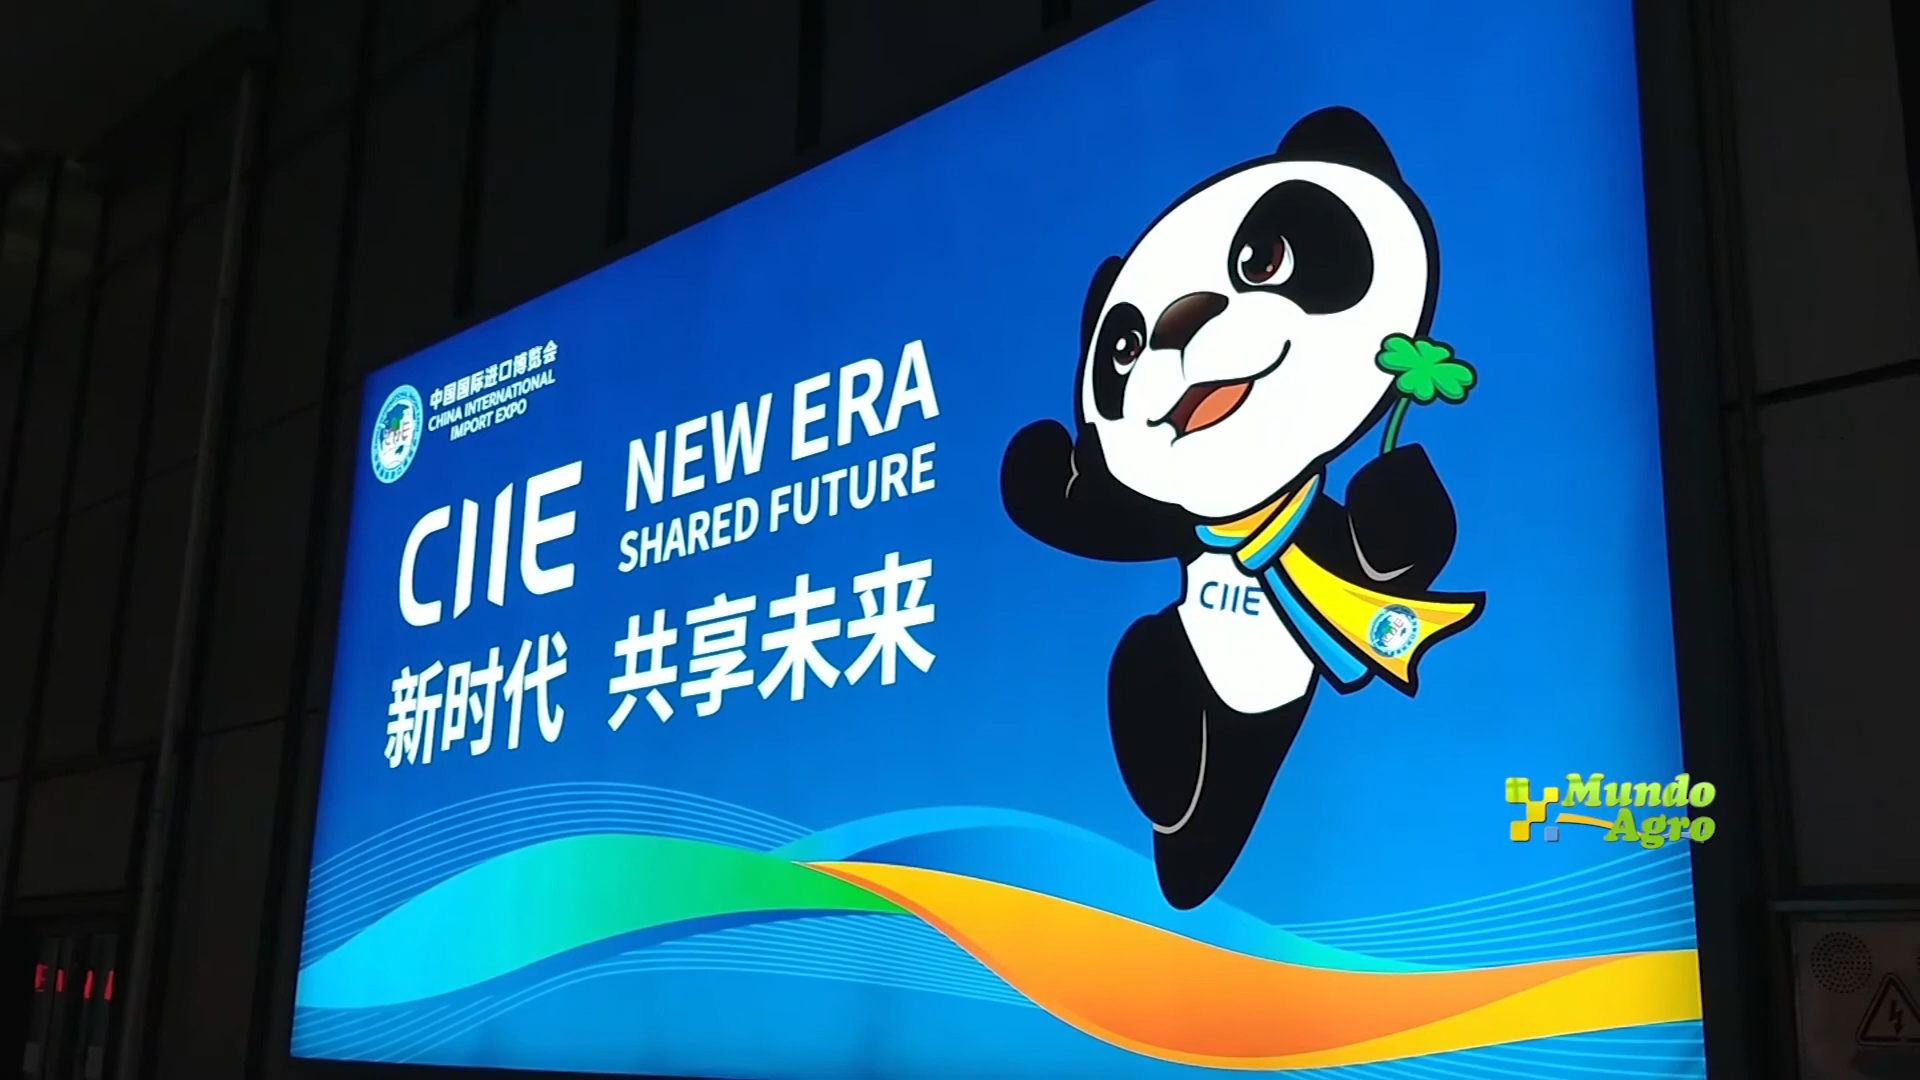 中国国际进口博览会
CHINA INTERNATIONAL
IMPORT EXPO
CIIE
NEW ERA
SHARED FUTURE
新时代 共享未来
CIIE
Mundo
Agro